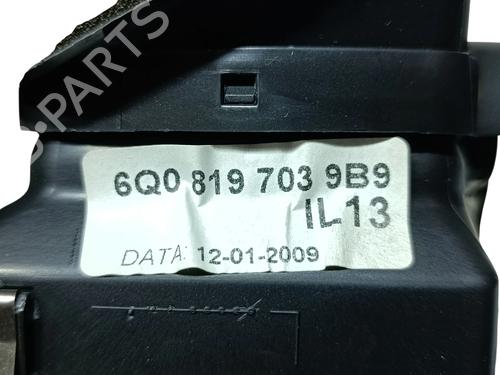 B-PARTS
6Q0 819 703 9B9
IL13
DATA: 12-01-2009